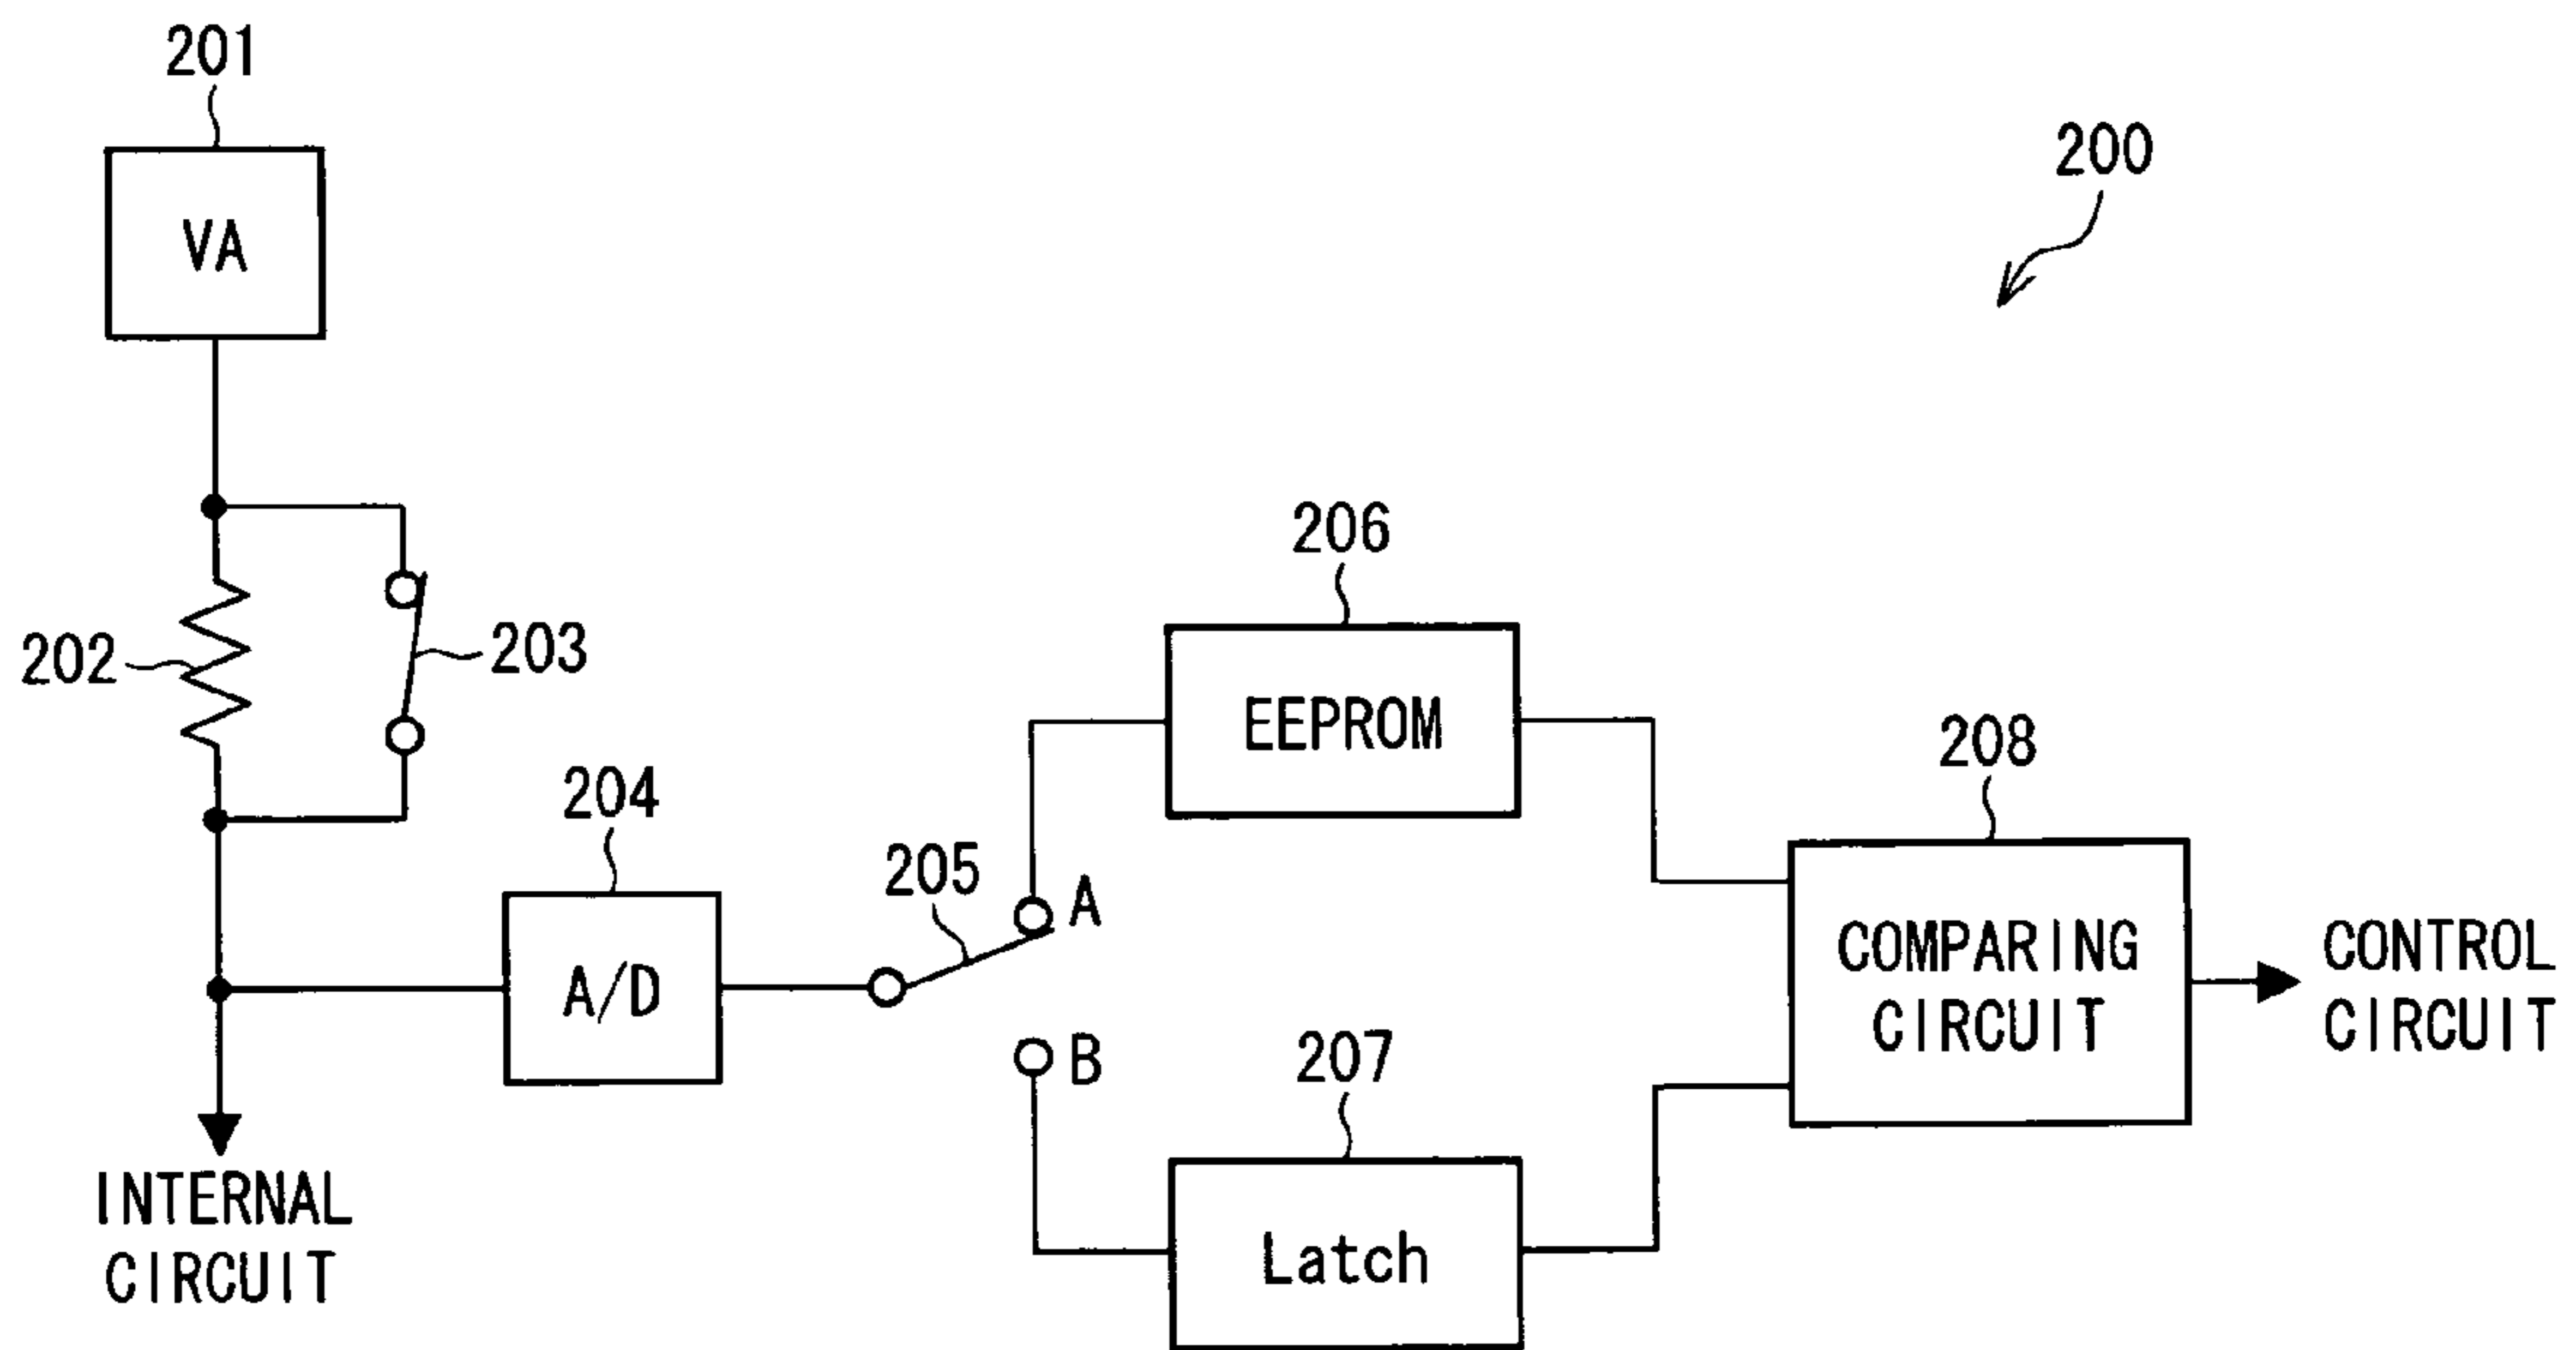 201
VA
200
202
203
204
A/D
205
A
B
206
EEPROM
207
Latch
208
COMPARING
CIRCUIT
CONTROL
CIRCUIT
INTERNAL
CIRCUIT